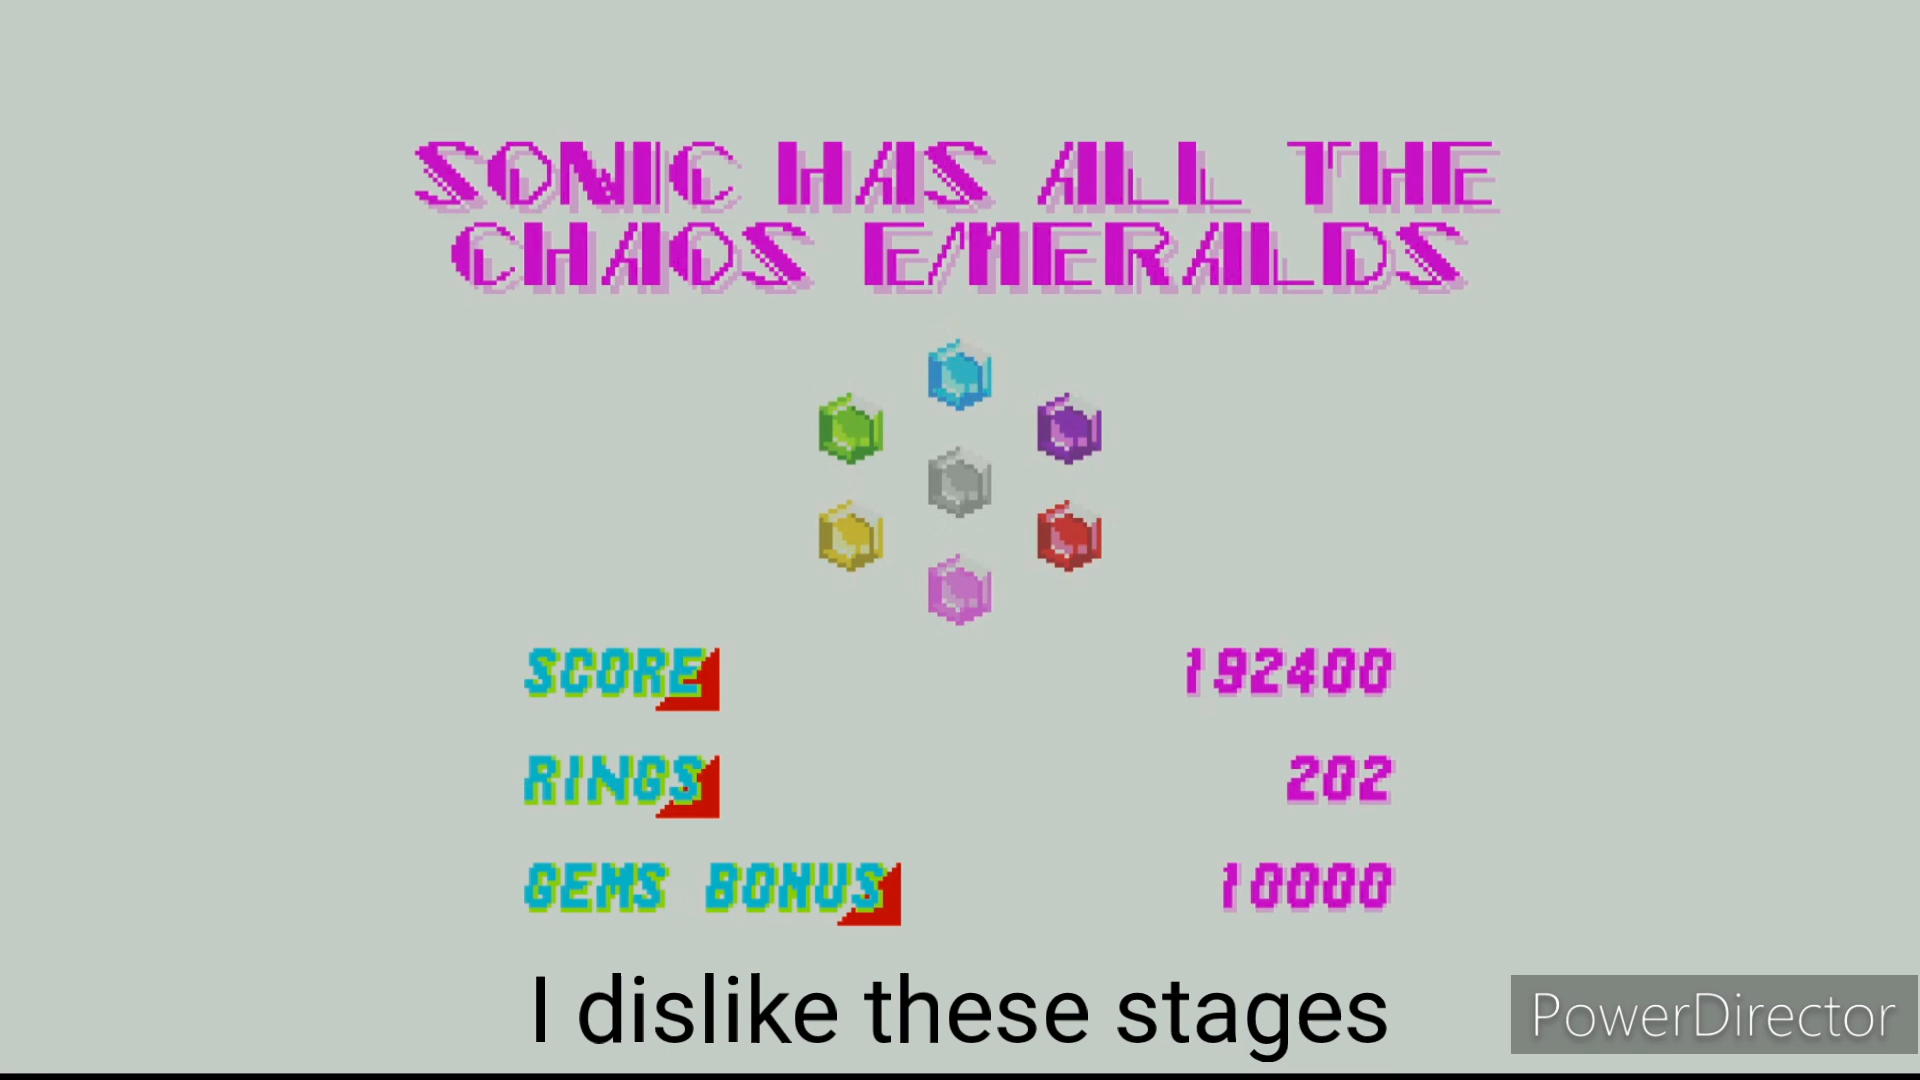 SONIC HAS ALL THE
CHAOS EMERALDS
SCORE 192400
RINGS 202
GEMS BONUS 10000
I dislike these stages
PowerDirector